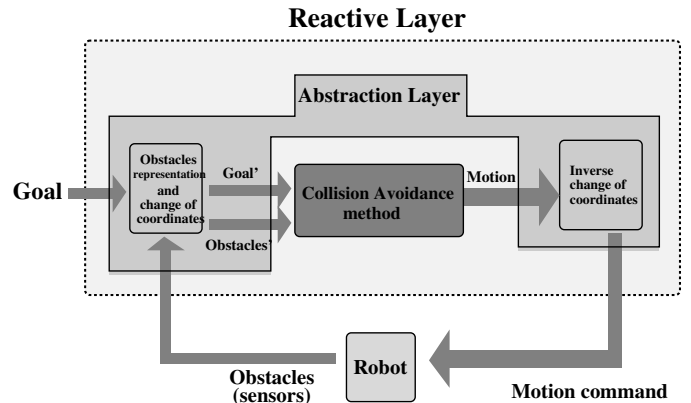 Reactive Layer
Abstraction Layer
Obstacles
representation
and
change of
coordinates
Goal
Goal’
Obstacles’
Collision Avoidance
method
Motion
Inverse
change of
coordinates
Robot
Obstacles
(sensors)
Motion command